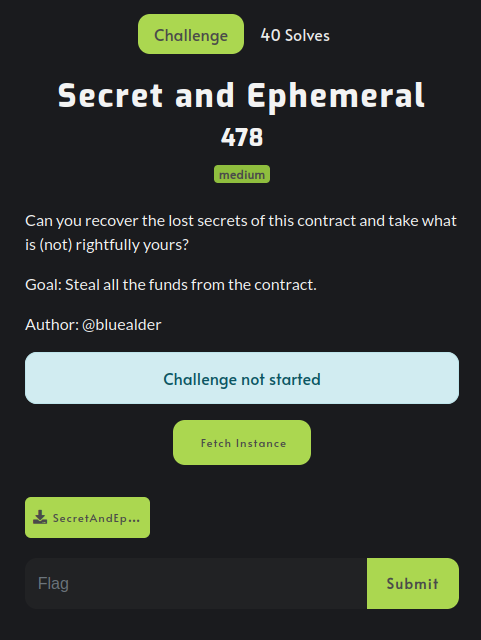 Challenge
40 Solves
Secret and Ephemeral
478
medium
Can you recover the lost secrets of this contract and take what
is (not) rightfully yours?
Goal: Steal all the funds from the contract.
Author: @bluealder
Challenge not started
Fetch Instance
SecretAndEp...
Flag
Submit